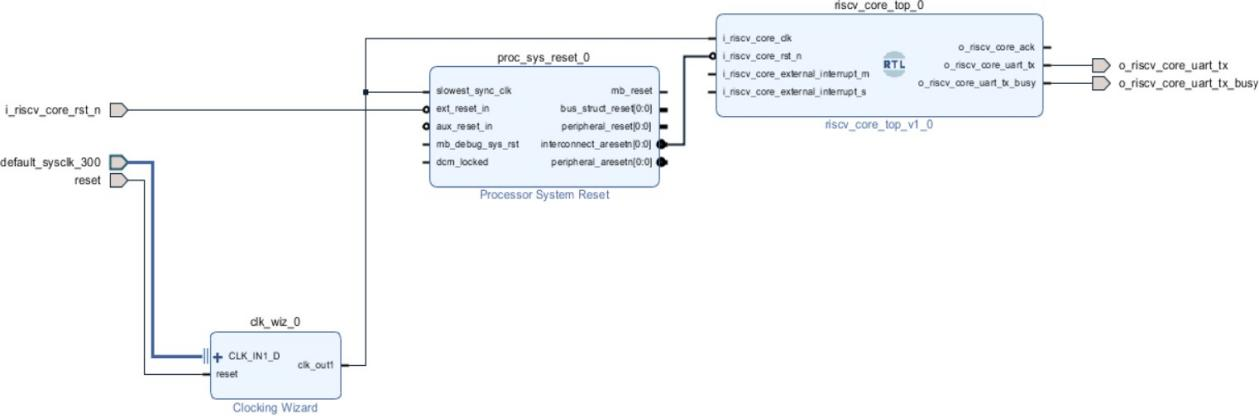 riscv_core_top_0
i_riscv_core_clk
i_riscv_core_rst_n
i_riscv_core_external_interrupt_m
i_riscv_core_external_interrupt_s
RTL
o_riscv_core_ack
o_riscv_core_uart_tx
o_riscv_core_uart_tx_busy
o_riscv_core_uart_tx
o_riscv_core_uart_tx_busy
riscv_core_top_v1_0
proc_sys_reset_0
slowest_sync_clk
ext_reset_in
aux_reset_in
mb_debug_sys_rst
dcm_locked
mb_reset
bus_struct_reset[0:0]
peripheral_reset[0:0]
interconnect_aresetn[0:0]
peripheral_aresetn[0:0]
Processor System Reset
i_riscv_core_rst_n
default_sysclk_300
reset
clk_wiz_0
CLK_IN1_D
reset
clk_out1
Clocking Wizard